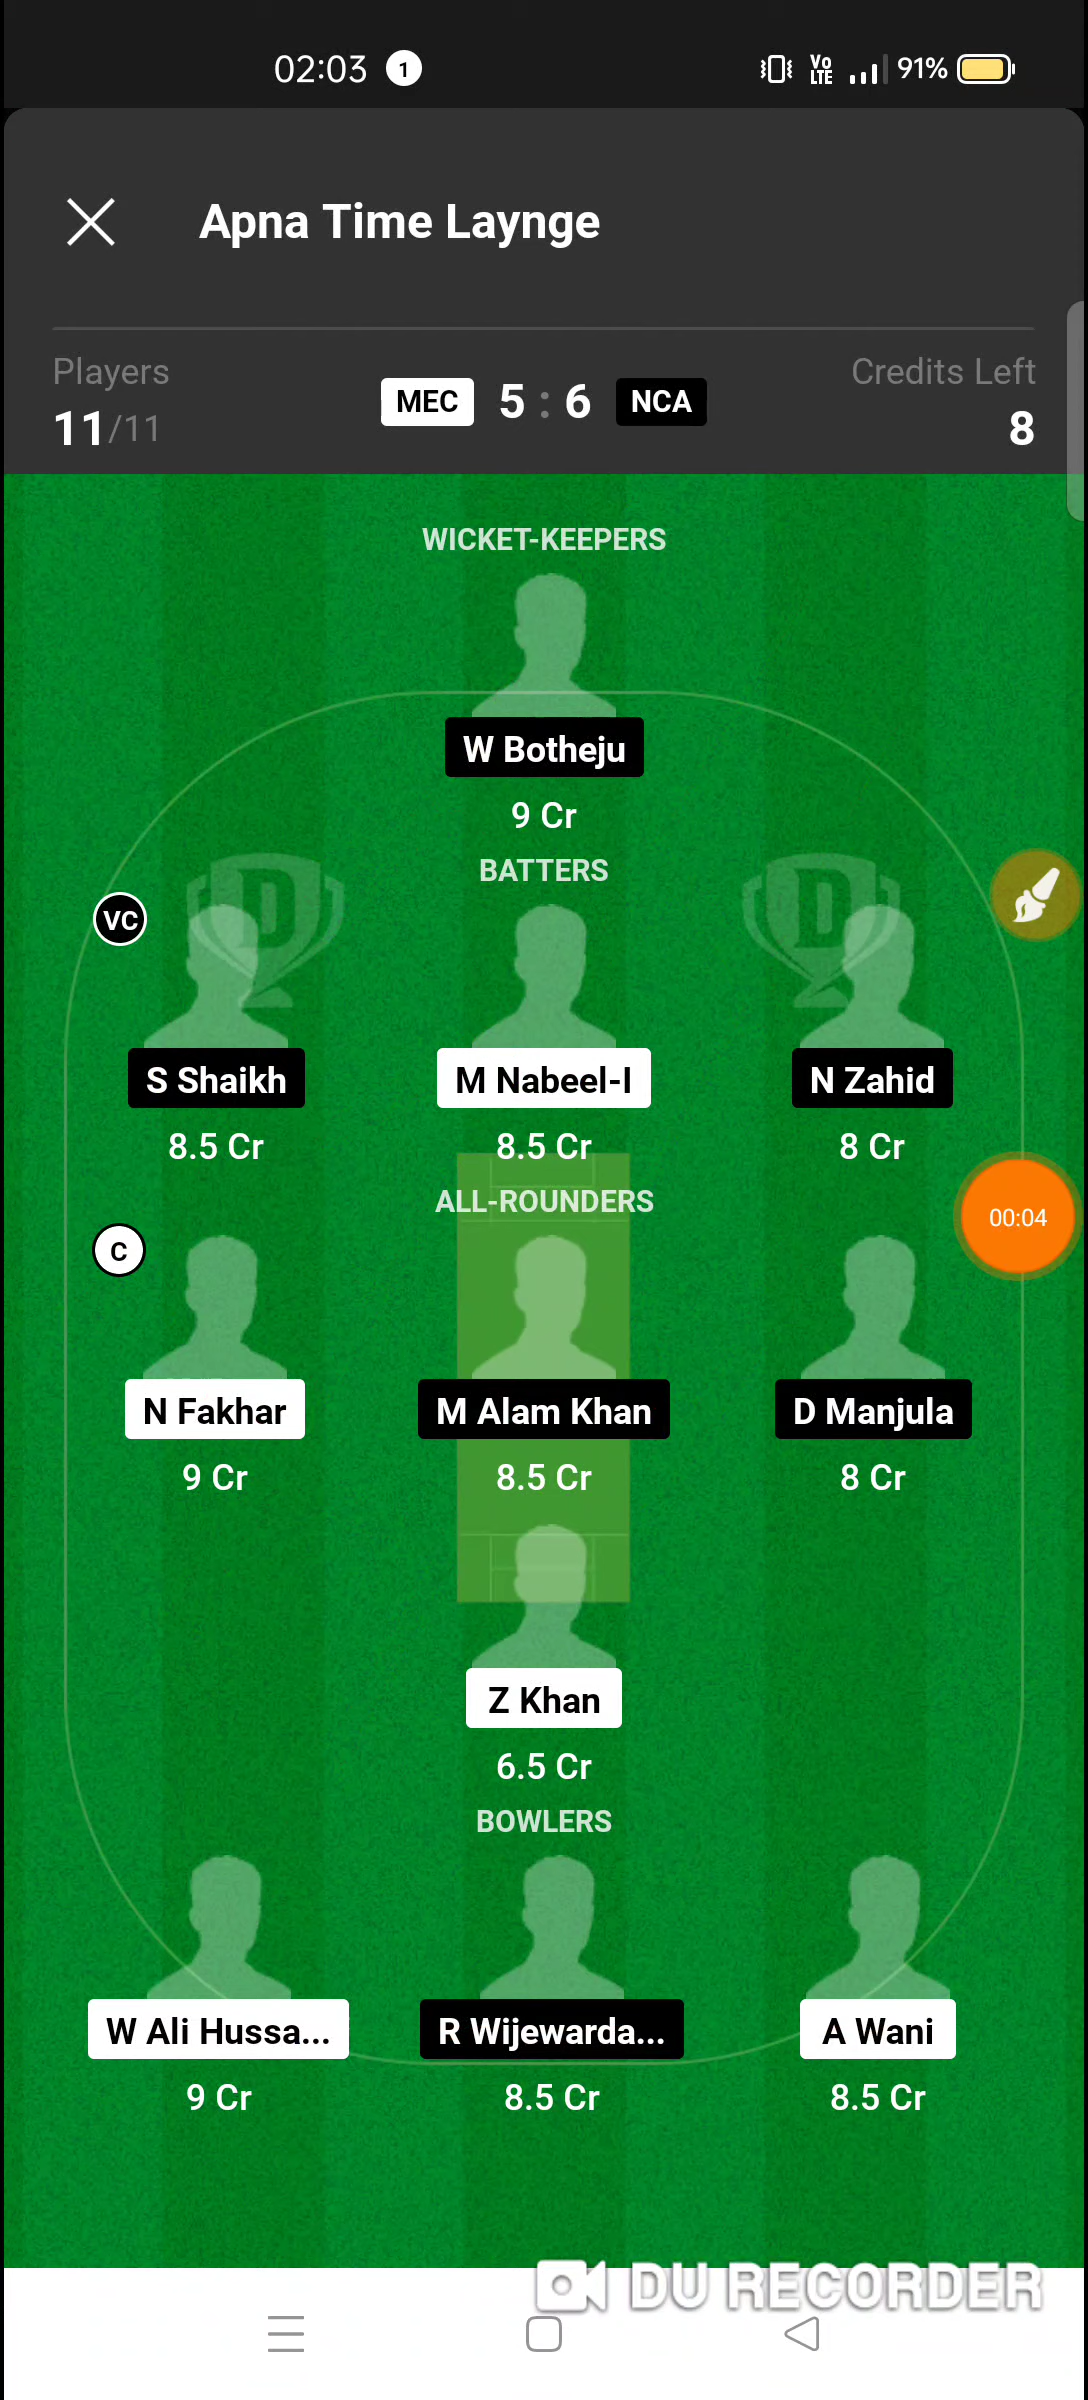 02:03 1 Vo LTE 91%
Apna Time Laynge
Players Credits Left
11/11 MEC 5 : 6 NCA 8
WICKET-KEEPERS
W Botheju
9 Cr
BATTERS
VC
S Shaikh M Nabeel-I N Zahid
8.5 Cr 8.5 Cr 8 Cr
ALL-ROUNDERS
00:04
C
N Fakhar M Alam Khan D Manjula
9 Cr 8.5 Cr 8 Cr
Z Khan
6.5 Cr
BOWLERS
W Ali Hussa... R Wijewarda... A Wani
9 Cr 8.5 Cr 8.5 Cr
DU RECORDER